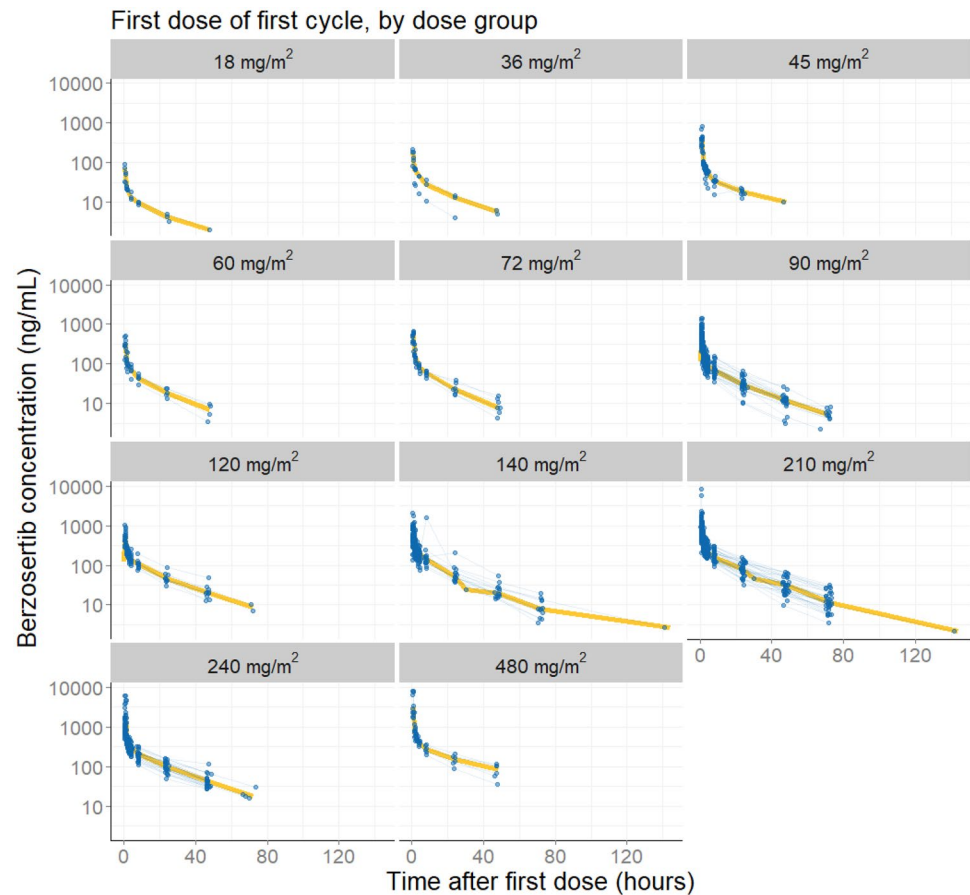 First dose of first cycle, by dose group
18 mg/m² 36 mg/m² 45 mg/m²
10000
1000
100
10
60 mg/m² 72 mg/m² 90 mg/m²
10000
1000
100
10
120 mg/m² 140 mg/m² 210 mg/m²
10000
1000
100
10
0 40 80 120
240 mg/m² 480 mg/m²
10000
1000
100
10
0 40 80 120 0 40 80 120
Time after first dose (hours)
Berzosertib concentration (ng/mL)